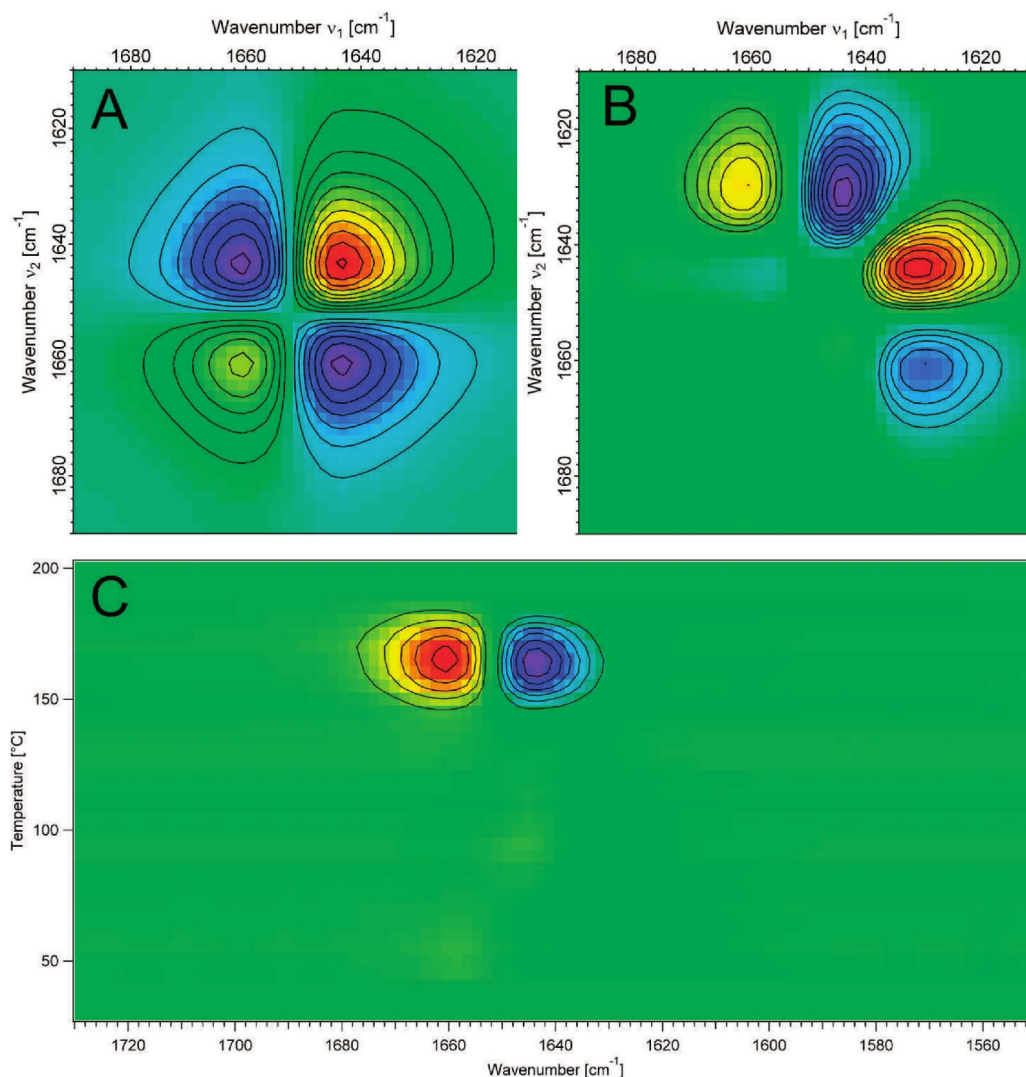 Wavenumber ν₁ [cm⁻¹]
1680 1660 1640 1620
A
Wavenumber ν₂ [cm⁻¹]
1620
1640
1660
1680
Wavenumber ν₁ [cm⁻¹]
1680 1660 1640 1620
B
Wavenumber ν₂ [cm⁻¹]
1620
1640
1660
1680
C
Temperature [°C]
200
150
100
50
1720 1700 1680 1660 1640 1620 1600 1580 1560
Wavenumber [cm⁻¹]